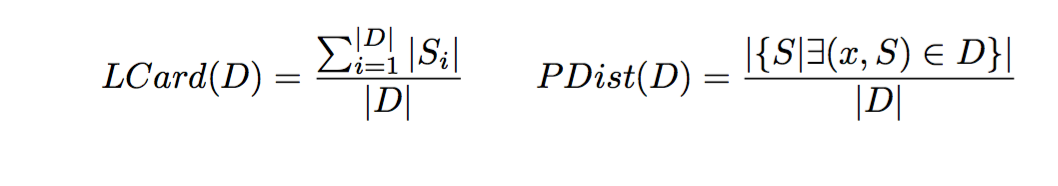 LCard(D) = \frac{\sum_{i=1}^{|D|} |S_i|}{|D|} PDist(D) = \frac{|\{S|\exists(x, S) \in D\}|}{|D|}